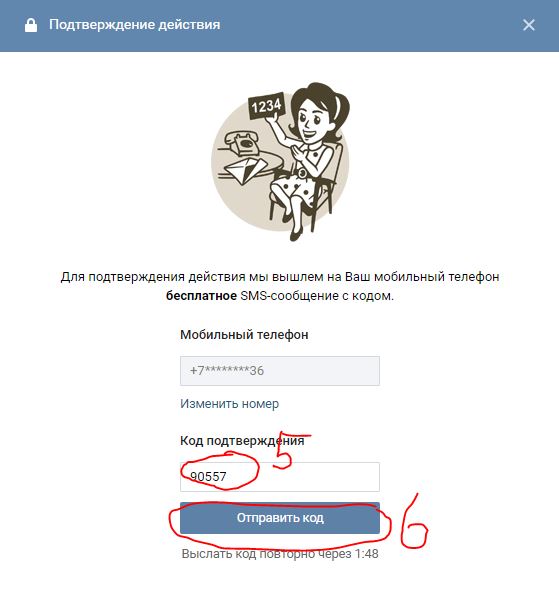 Подтверждение действия
1234
Для подтверждения действия мы вышлем на Ваш мобильный телефон
бесплатное SMS-сообщение с кодом.
Мобильный телефон
+7********36
Изменить номер
Код подтверждения
5
90557
Отправить код
6
Выслать код повторно через 1:48